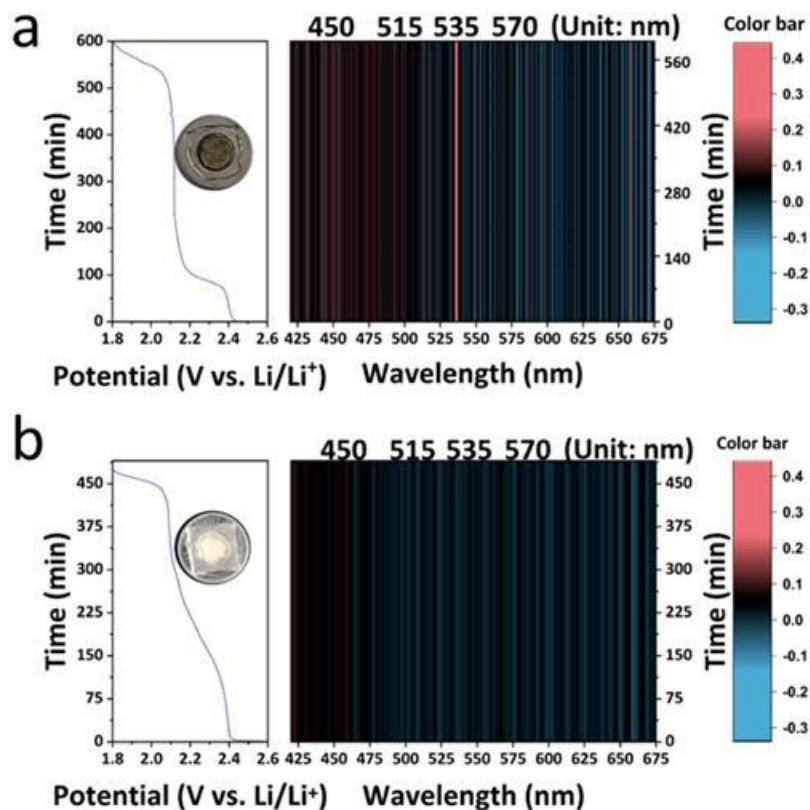 a
450 515 535 570 (Unit: nm)
Color bar
600
500
400
300
200
100
0
Time (min)
1.8 2.0 2.2 2.4 2.6
Potential (V vs. Li/Li⁺)
425 450 475 500 525 550 575 600 625 650 675
Wavelength (nm)
560
420
280
140
0
Time (min)
0.4
0.3
0.2
0.1
0.0
-0.1
-0.2
-0.3
b
450 515 535 570 (Unit: nm)
Color bar
450
375
300
225
150
75
0
Time (min)
1.8 2.0 2.2 2.4 2.6
Potential (V vs. Li/Li⁺)
425 450 475 500 525 550 575 600 625 650 675
Wavelength (nm)
450
375
300
225
150
75
0
Time (min)
0.4
0.3
0.2
0.1
0.0
-0.1
-0.2
-0.3